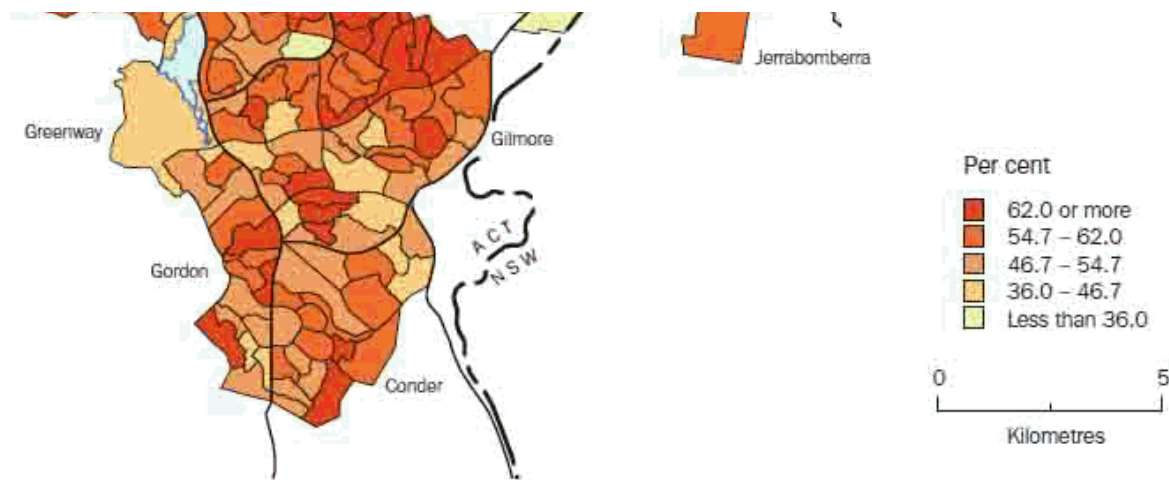 Jerrabomberra
Greenway
Gilmore
Per cent
62.0 or more
54.7 – 62.0
46.7 – 54.7
36.0 – 46.7
Less than 36.0
ACT
NSW
Gordon
Conder
0 5
Kilometres